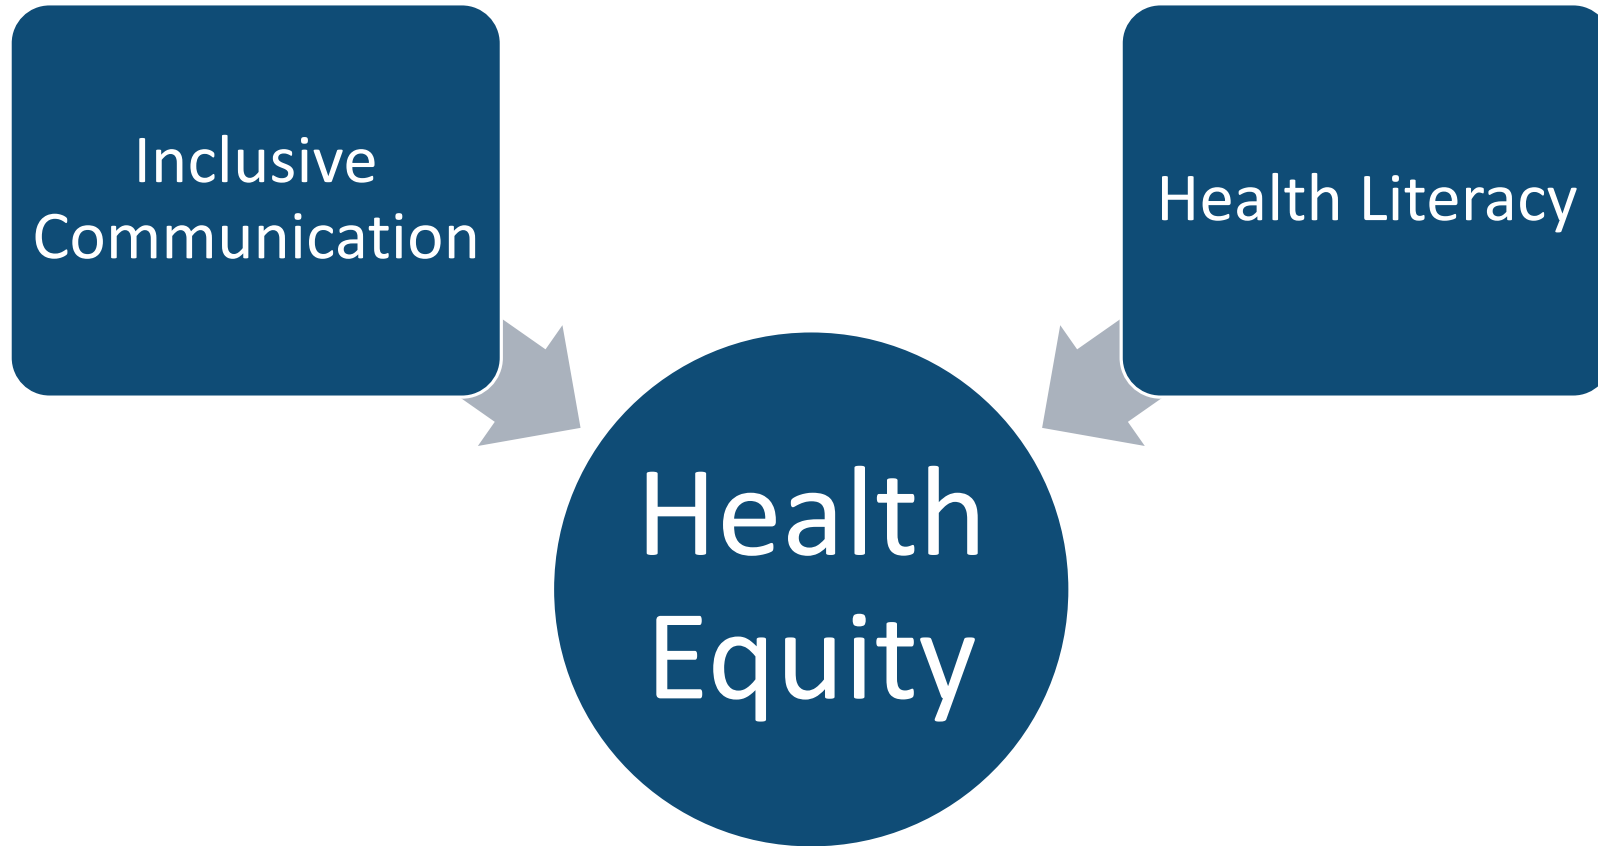 Inclusive
Communication
Health Literacy
Health
Equity